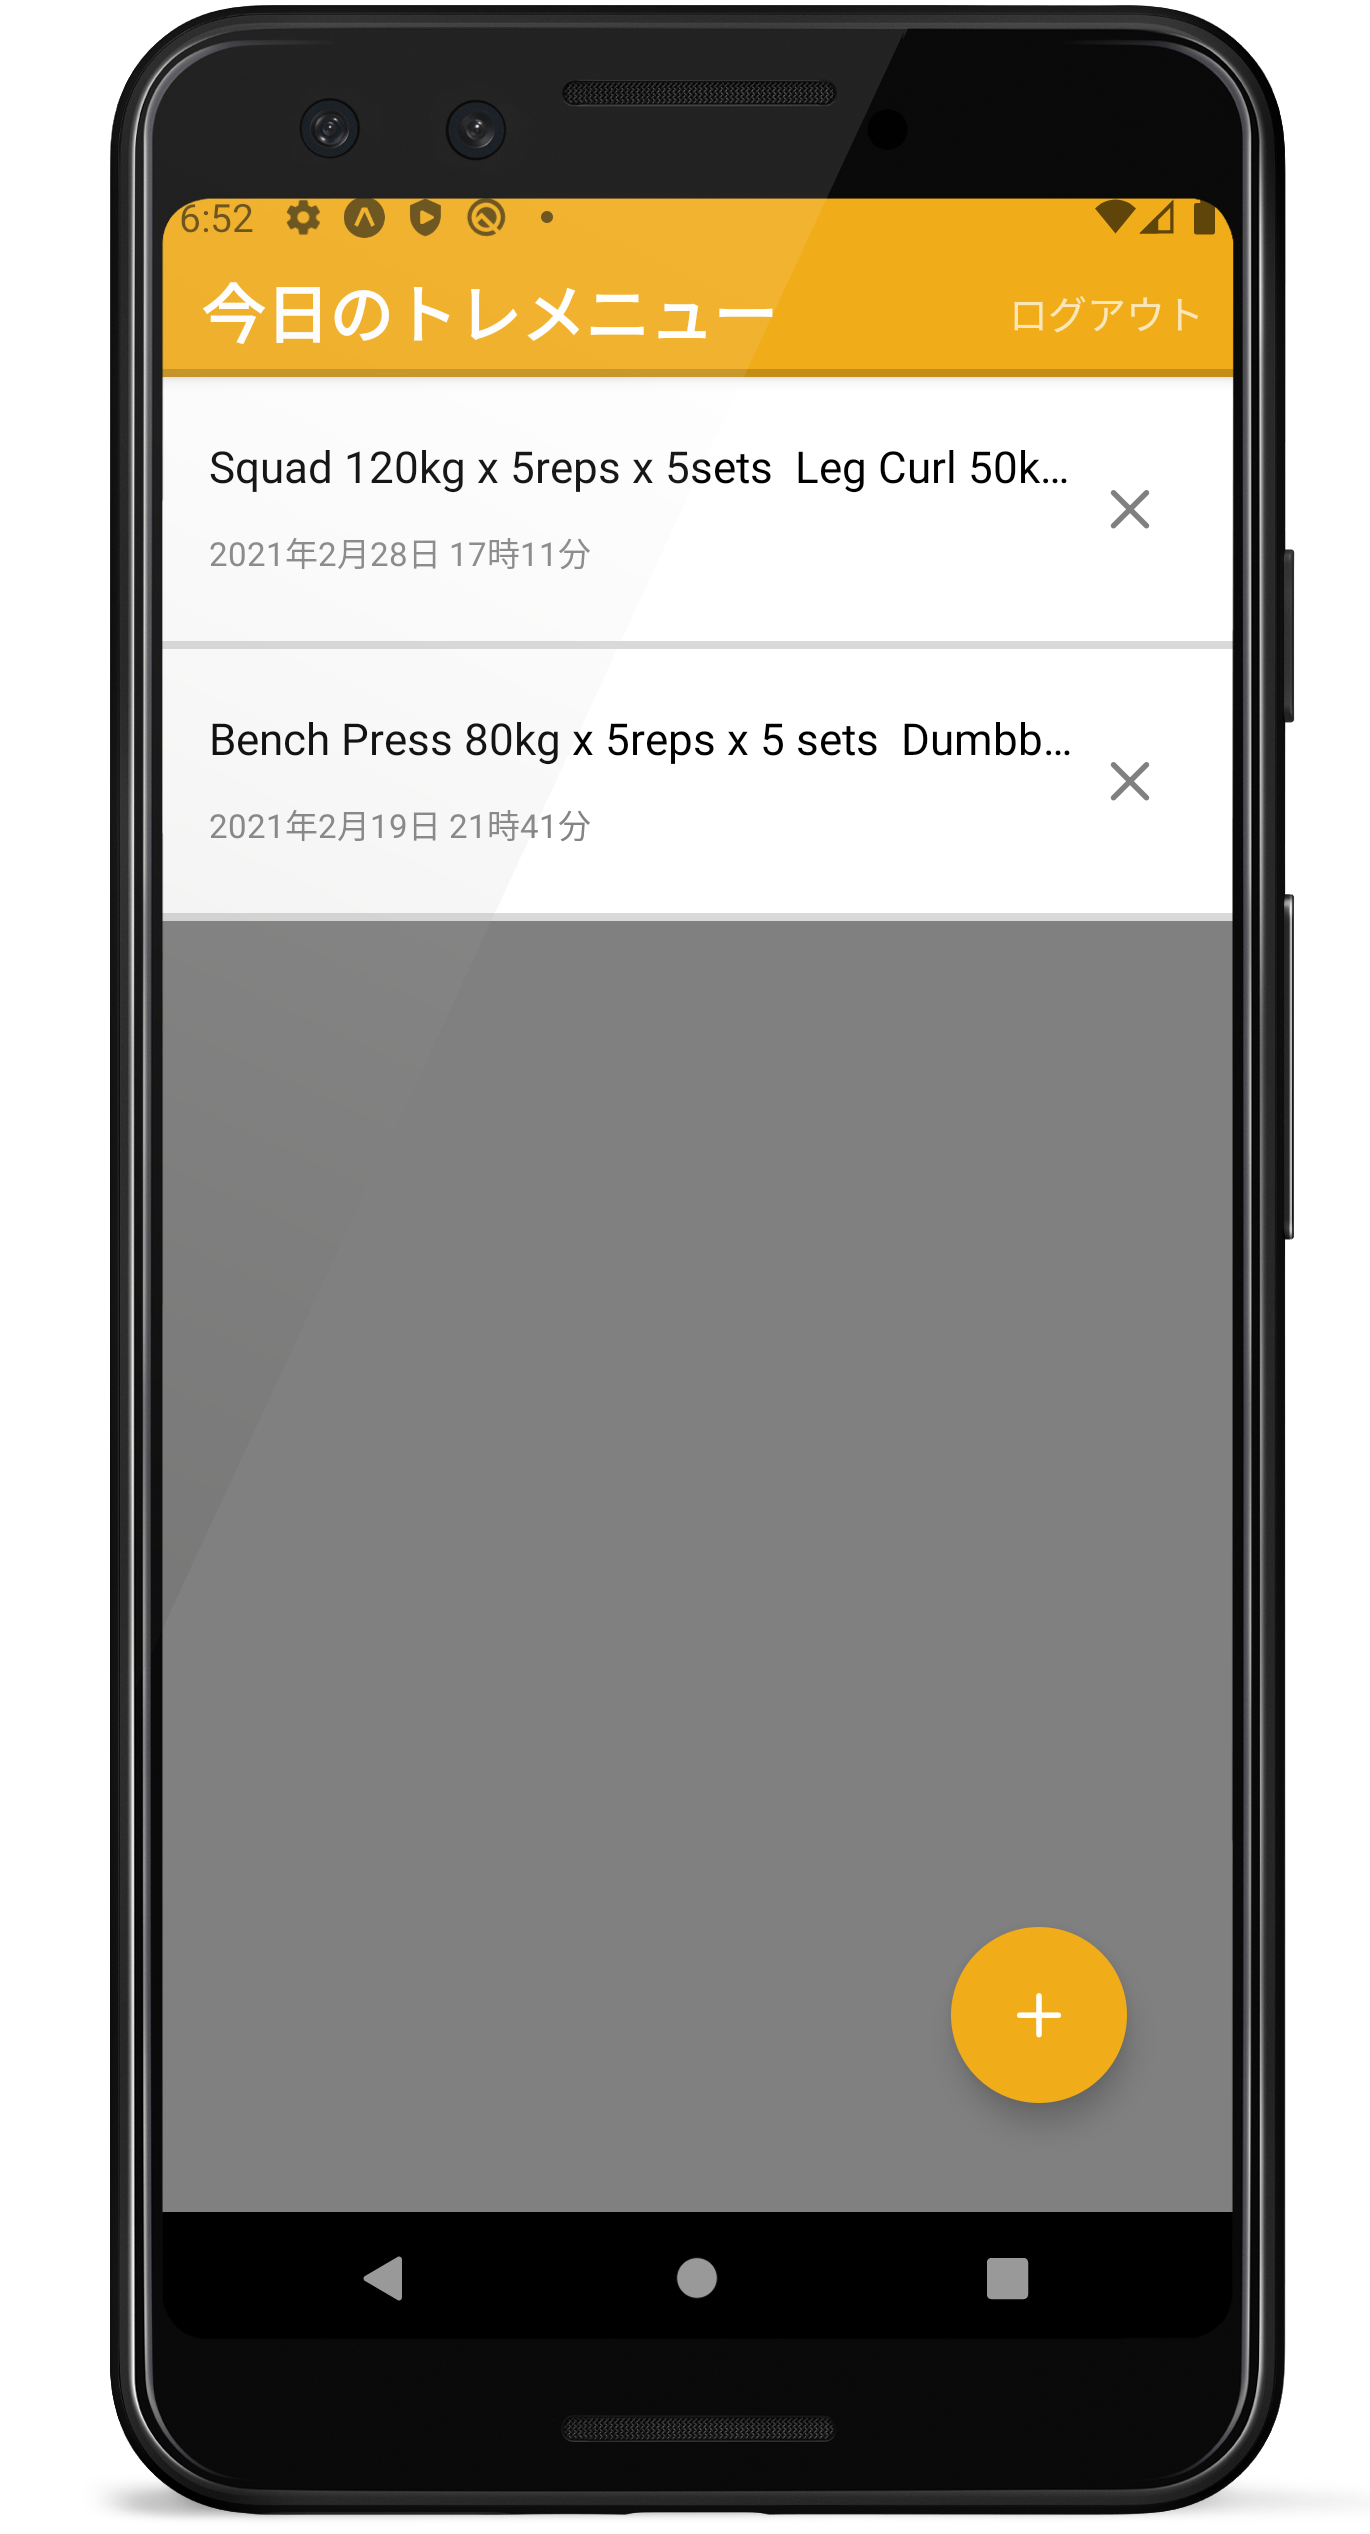 6:52
今日のトレメニュー ログアウト
Squad 120kg x 5reps x 5sets  Leg Curl 50k...
2021年2月28日 17時11分
Bench Press 80kg x 5reps x 5 sets  Dumbb...
2021年2月19日 21時41分